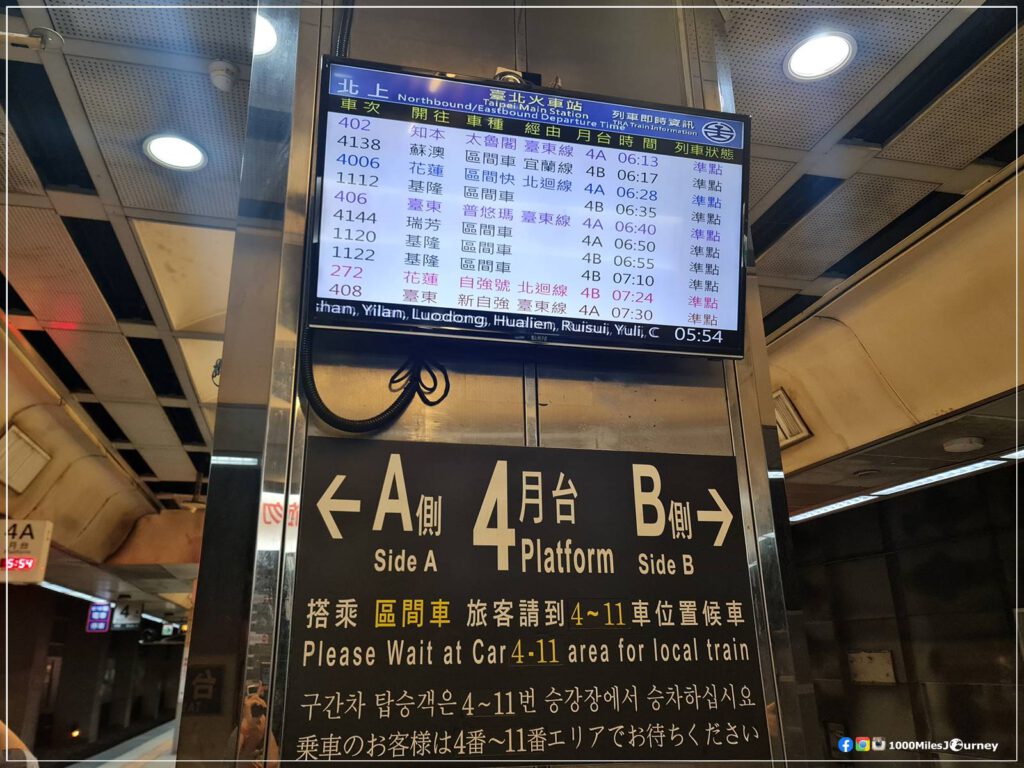 北上 臺北火車站 列車即時資訊
Taipei Main Station TRA Train Information
Northbound/Eastbound Departure Time
車次 開往 車種 經由 月台 時間 列車狀態
402 知本 太魯閣 臺東線 4A 06:13 準點
4138 蘇澳 區間車 宜蘭線 4B 06:17 準點
4006 花蓮 區間快 北迴線 4A 06:28 準點
1112 基隆 區間車 4B 06:35 準點
406 臺東 普悠瑪 臺東線 4A 06:40 準點
4144 瑞芳 區間車 4A 06:50 準點
1120 基隆 區間車 4B 06:55 準點
1122 基隆 區間車 4B 07:10 準點
272 花蓮 自強號 北迴線 4B 07:24 準點
408 臺東 新自強 臺東線 4A 07:30 準點
shan, Yilan, Luodong, Hualien, Ruisui, Yuli, C 05:54
A側 4月台 B側
Side A Platform Side B
搭乘 區間車 旅客請到4~11車位置候車
Please Wait at Car 4-11 area for local train
구간차 탑승객은 4~11번 승강장에서 승차하십시요
乗車のお客様は4番~11番エリアでお待ちください
4A
月台
5:54
4
1000MilesJourney